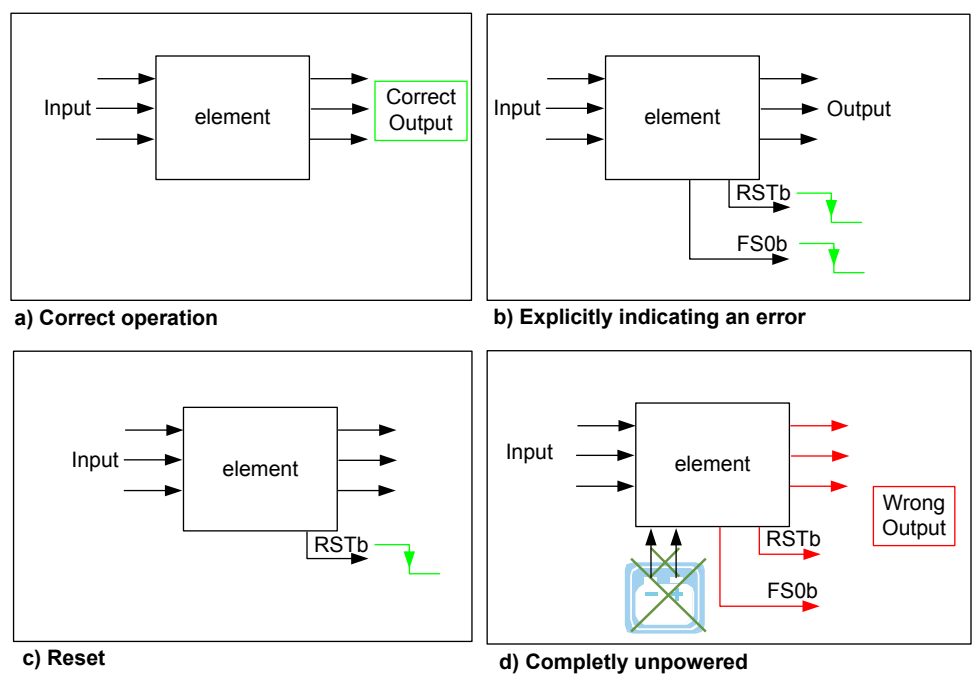 Input
element
Correct
Output
a) Correct operation
Input
element
Output
RSTb
FS0b
b) Explicitly indicating an error
Input
element
RSTb
c) Reset
Input
element
Wrong
Output
RSTb
FS0b
d) Completly unpowered